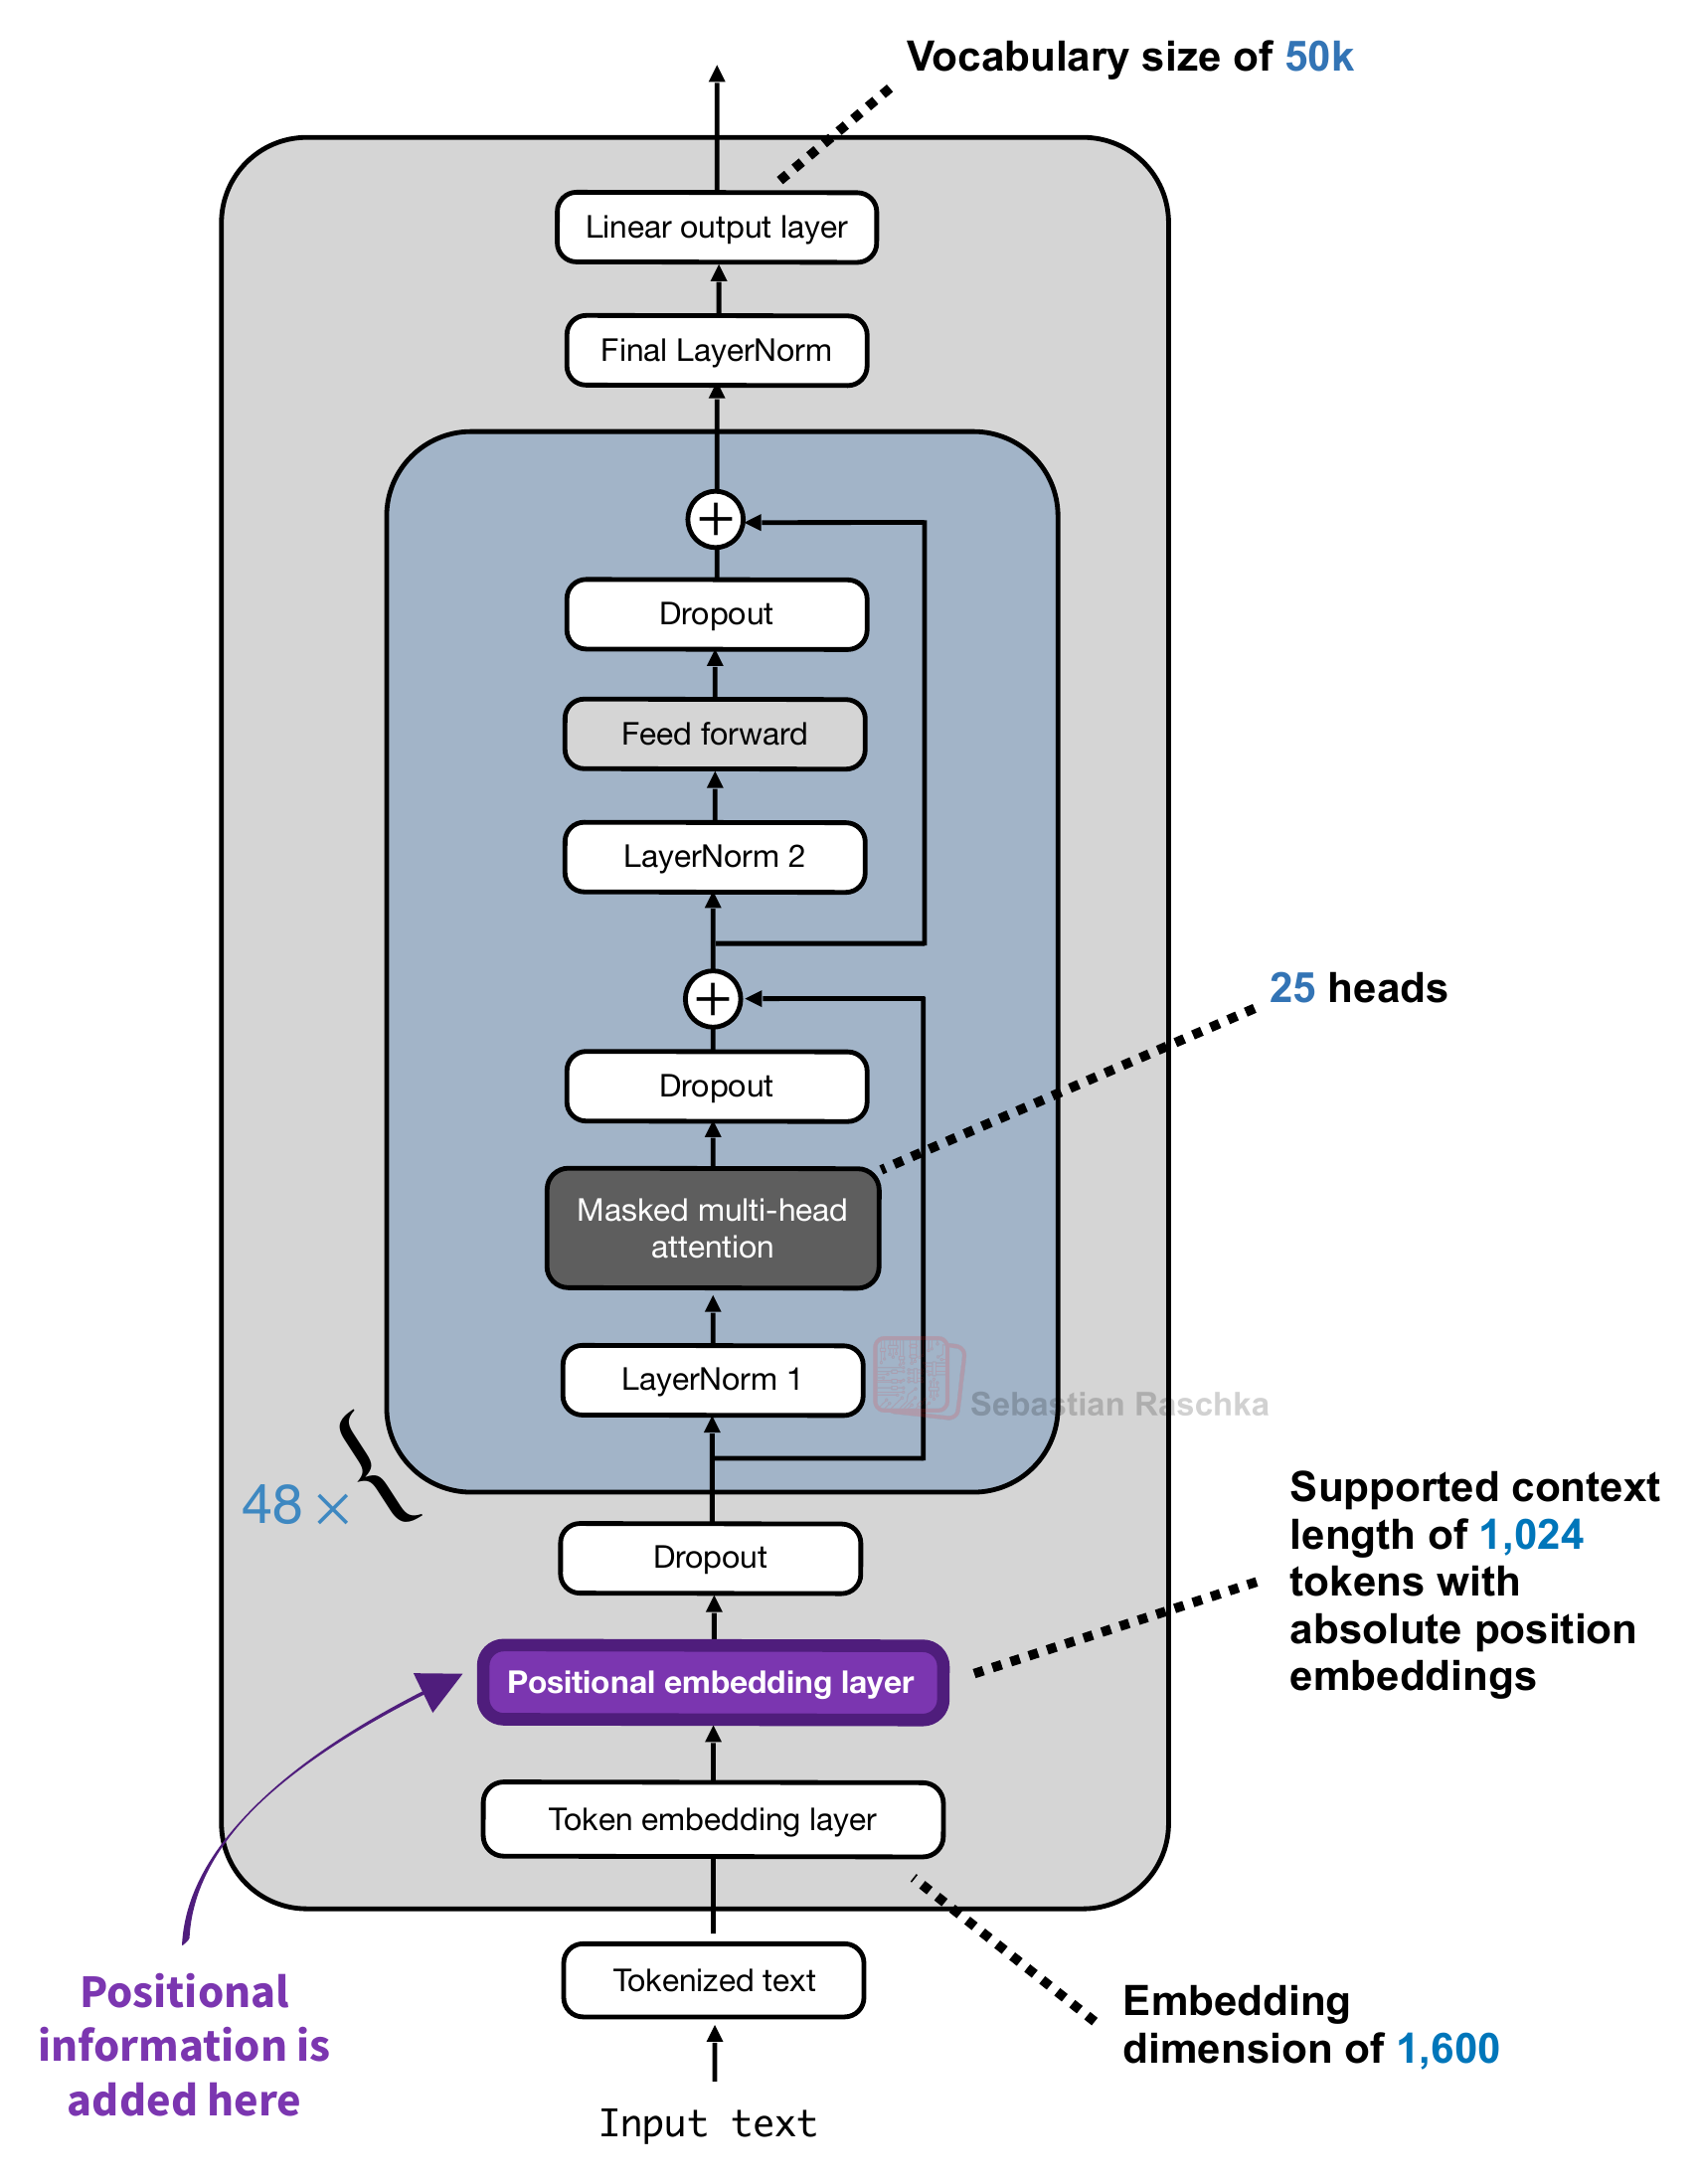 Vocabulary size of 50k
Linear output layer
Final LayerNorm
Dropout
Feed forward
LayerNorm 2
25 heads
Dropout
Masked multi-head
attention
LayerNorm 1
Sebastian Raschka
48 ×
Supported context
length of 1,024
tokens with
absolute position
embeddings
Dropout
Positional embedding layer
Token embedding layer
Tokenized text
Positional
information is
added here
Embedding
dimension of 1,600
Input text